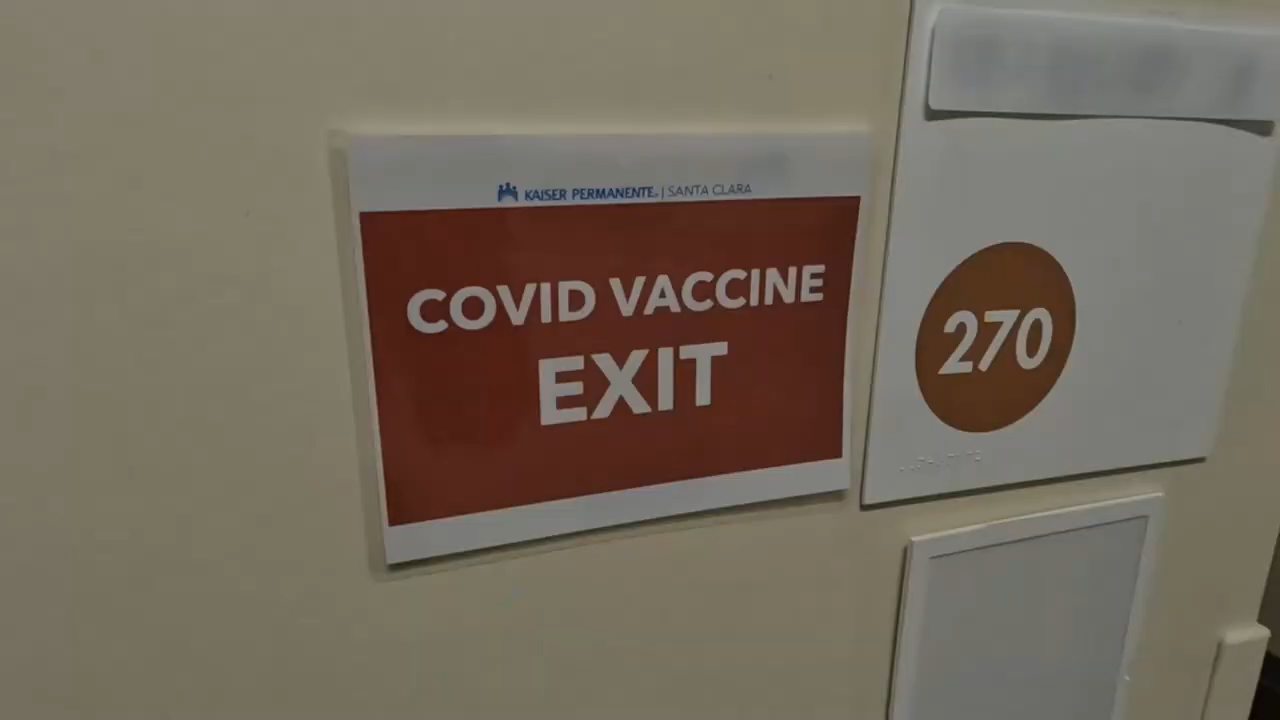 KAISER PERMANENTE. | SANTA CLARA
COVID VACCINE
EXIT
270